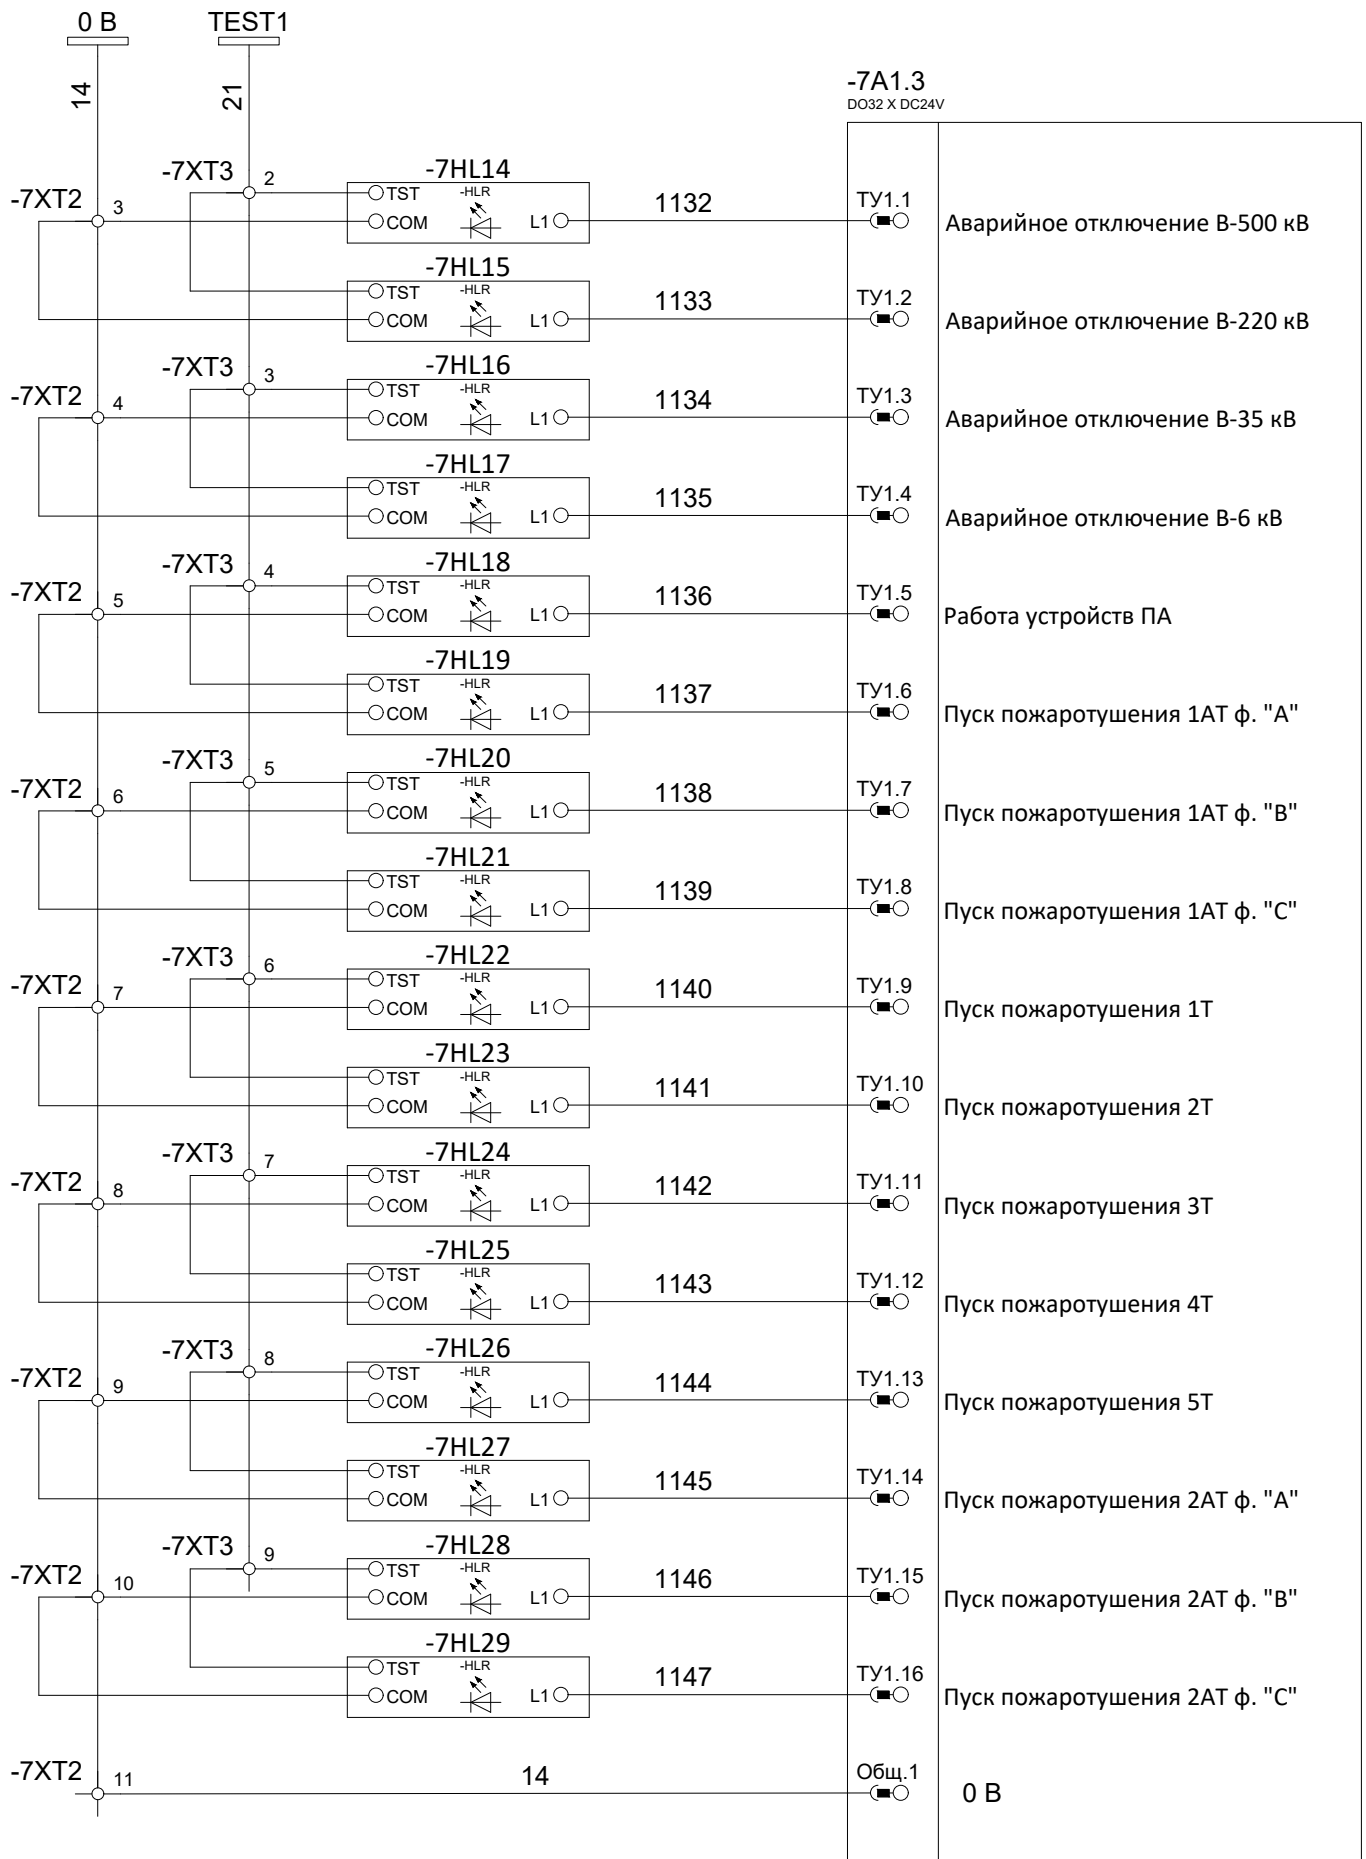 0 В TEST1
14 21
-7А1.3
DO32 X DC24V
-7XT2 3 -7XT3 2 -7HL14
TST -HLR
COM L1 1132 ТУ1.1 Аварийное отключение В-500 кВ
-7HL15
TST -HLR
COM L1 1133 ТУ1.2 Аварийное отключение В-220 кВ
-7XT2 4 -7XT3 3 -7HL16
TST -HLR
COM L1 1134 ТУ1.3 Аварийное отключение В-35 кВ
-7HL17
TST -HLR
COM L1 1135 ТУ1.4 Аварийное отключение В-6 кВ
-7XT2 5 -7XT3 4 -7HL18
TST -HLR
COM L1 1136 ТУ1.5 Работа устройств ПА
-7HL19
TST -HLR
COM L1 1137 ТУ1.6 Пуск пожаротушения 1АТ ф. "А"
-7XT2 6 -7XT3 5 -7HL20
TST -HLR
COM L1 1138 ТУ1.7 Пуск пожаротушения 1АТ ф. "В"
-7HL21
TST -HLR
COM L1 1139 ТУ1.8 Пуск пожаротушения 1АТ ф. "С"
-7XT2 7 -7XT3 6 -7HL22
TST -HLR
COM L1 1140 ТУ1.9 Пуск пожаротушения 1Т
-7HL23
TST -HLR
COM L1 1141 ТУ1.10 Пуск пожаротушения 2Т
-7XT2 8 -7XT3 7 -7HL24
TST -HLR
COM L1 1142 ТУ1.11 Пуск пожаротушения 3Т
-7HL25
TST -HLR
COM L1 1143 ТУ1.12 Пуск пожаротушения 4Т
-7XT2 9 -7XT3 8 -7HL26
TST -HLR
COM L1 1144 ТУ1.13 Пуск пожаротушения 5Т
-7HL27
TST -HLR
COM L1 1145 ТУ1.14 Пуск пожаротушения 2АТ ф. "А"
-7XT2 10 -7XT3 9 -7HL28
TST -HLR
COM L1 1146 ТУ1.15 Пуск пожаротушения 2АТ ф. "В"
-7HL29
TST -HLR
COM L1 1147 ТУ1.16 Пуск пожаротушения 2АТ ф. "С"
-7XT2 11 14 Общ.1 0 В